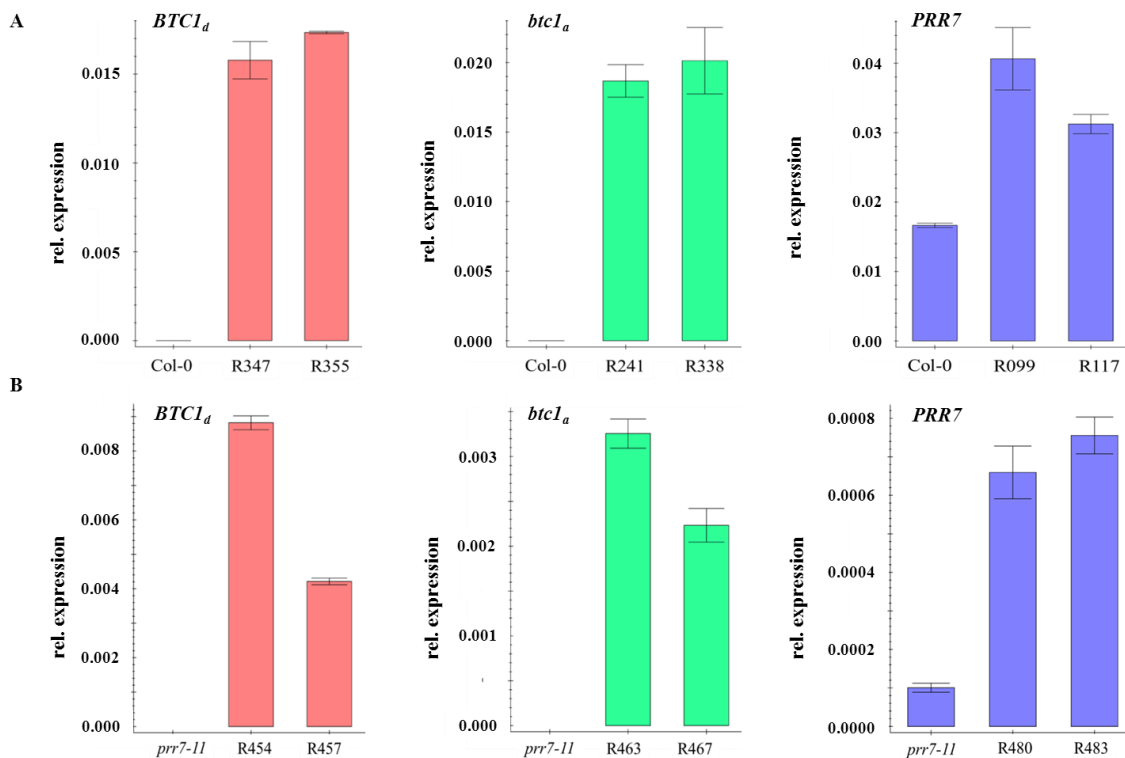 A
BTC1d
btc1a
PRR7
rel. expression
0.015
0.010
0.005
0.000
Col-0 R347 R355
rel. expression
0.020
0.015
0.010
0.005
0.000
Col-0 R241 R338
rel. expression
0.04
0.03
0.02
0.01
0.00
Col-0 R099 R117
B
BTC1d
btc1a
PRR7
rel. expression
0.008
0.006
0.004
0.002
0.000
prr7-11 R454 R457
rel. expression
0.003
0.002
0.001
0.000
prr7-11 R463 R467
rel. expression
0.0008
0.0006
0.0004
0.0002
0.0000
prr7-11 R480 R483